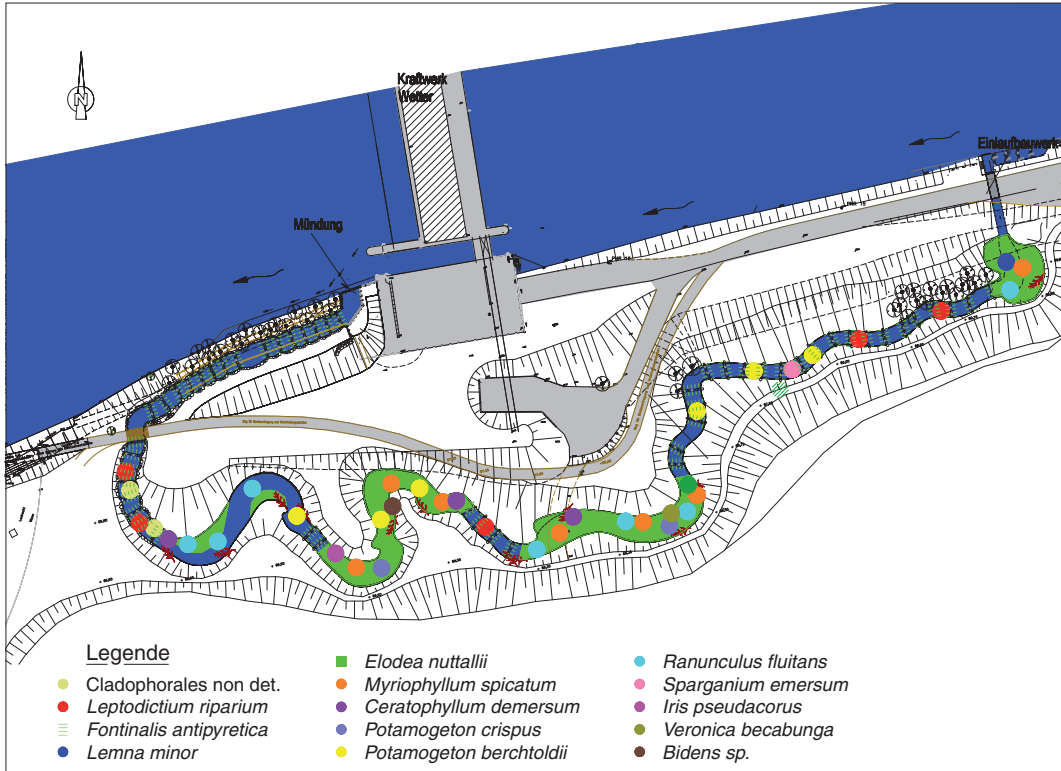 Kraftwerk
Wetter
N
Einlaufbauwerk
Mündung
Legende
Cladophorales non det.
Leptodictium riparium
Fontinalis antipyretica
Lemna minor
Elodea nuttallii
Myriophyllum spicatum
Ceratophyllum demersum
Potamogeton crispus
Potamogeton berchtoldii
Ranunculus fluitans
Sparganium emersum
Iris pseudacorus
Veronica becabunga
Bidens sp.